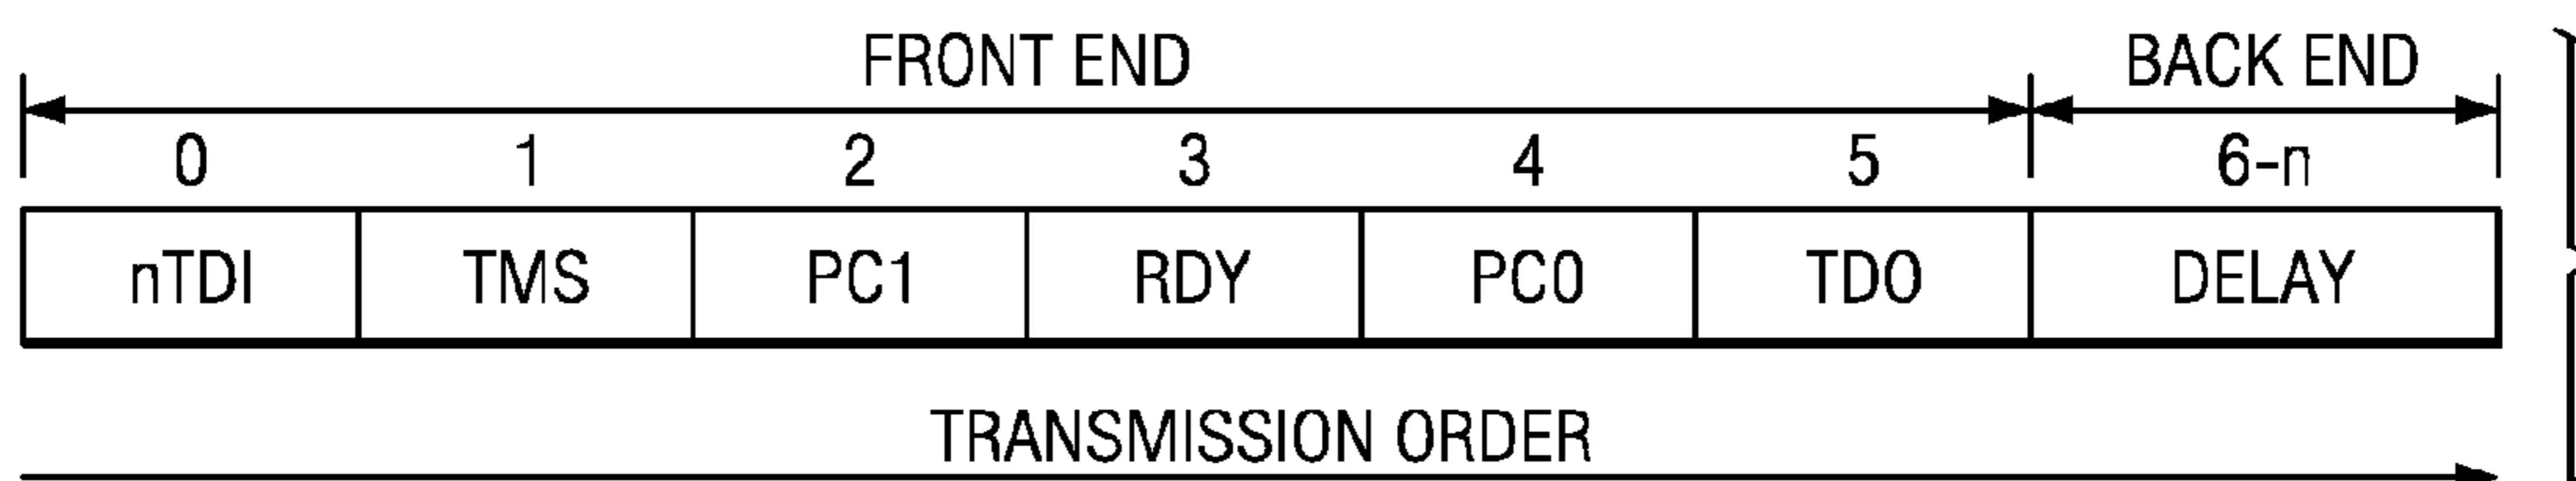 FRONT END BACK END
0 1 2 3 4 5 6-n
nTDI TMS PC1 RDY PC0 TDO DELAY
TRANSMISSION ORDER